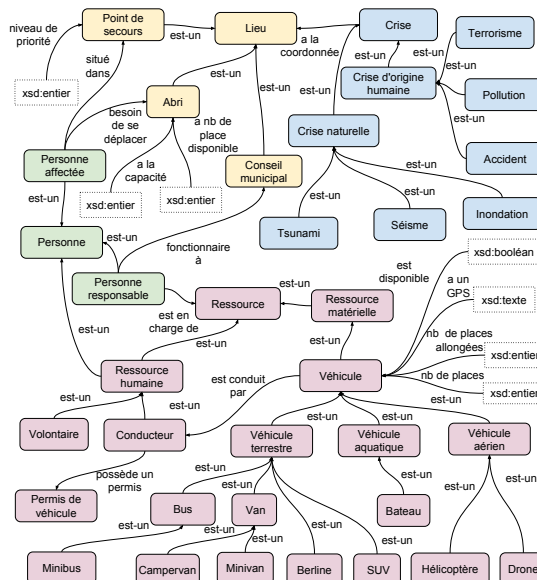 niveau de
priorité
Point de
secours
est-un
Lieu
a la
coordonnée
Crise
est-un
Terrorisme
est-un
situé
dans
xsd:entier
est-un
Crise d'origine
humaine
est-un
Pollution
besoin
de se
déplacer
Abri
a nb de
place
disponible
est-un
est-un
Crise naturelle
est-un
Accident
Personne
affectée
a la
capacité
Conseil
municipal
est-un
est-un
est-un
est-un
xsd:entier
xsd:entier
Tsunami
Séisme
Inondation
Personne
est-un
fonctionnaire
à
est
disponible
xsd:booléan
Personne
responsable
est-un
a un
GPS
xsd:texte
Ressource
Ressource
matérielle
est en
charge de
est-un
est-un
est-un
nb de places
allongées
xsd:entier
Ressource
humaine
Véhicule
nb de places
xsd:entier
est conduit
par
est-un
est-un
est-un
est-un
est-un
est-un
Volontaire
Conducteur
Véhicule
terrestre
Véhicule
aquatique
Véhicule
aérien
possède un
permis
est-un
est-un
est-un
Permis de
véhicule
Bus
Van
Bateau
est-un
est-un
est-un
est-un
est-un
est-un
est-un
Minibus
Campervan
Minivan
Berline
SUV
Hélicoptère
Drone